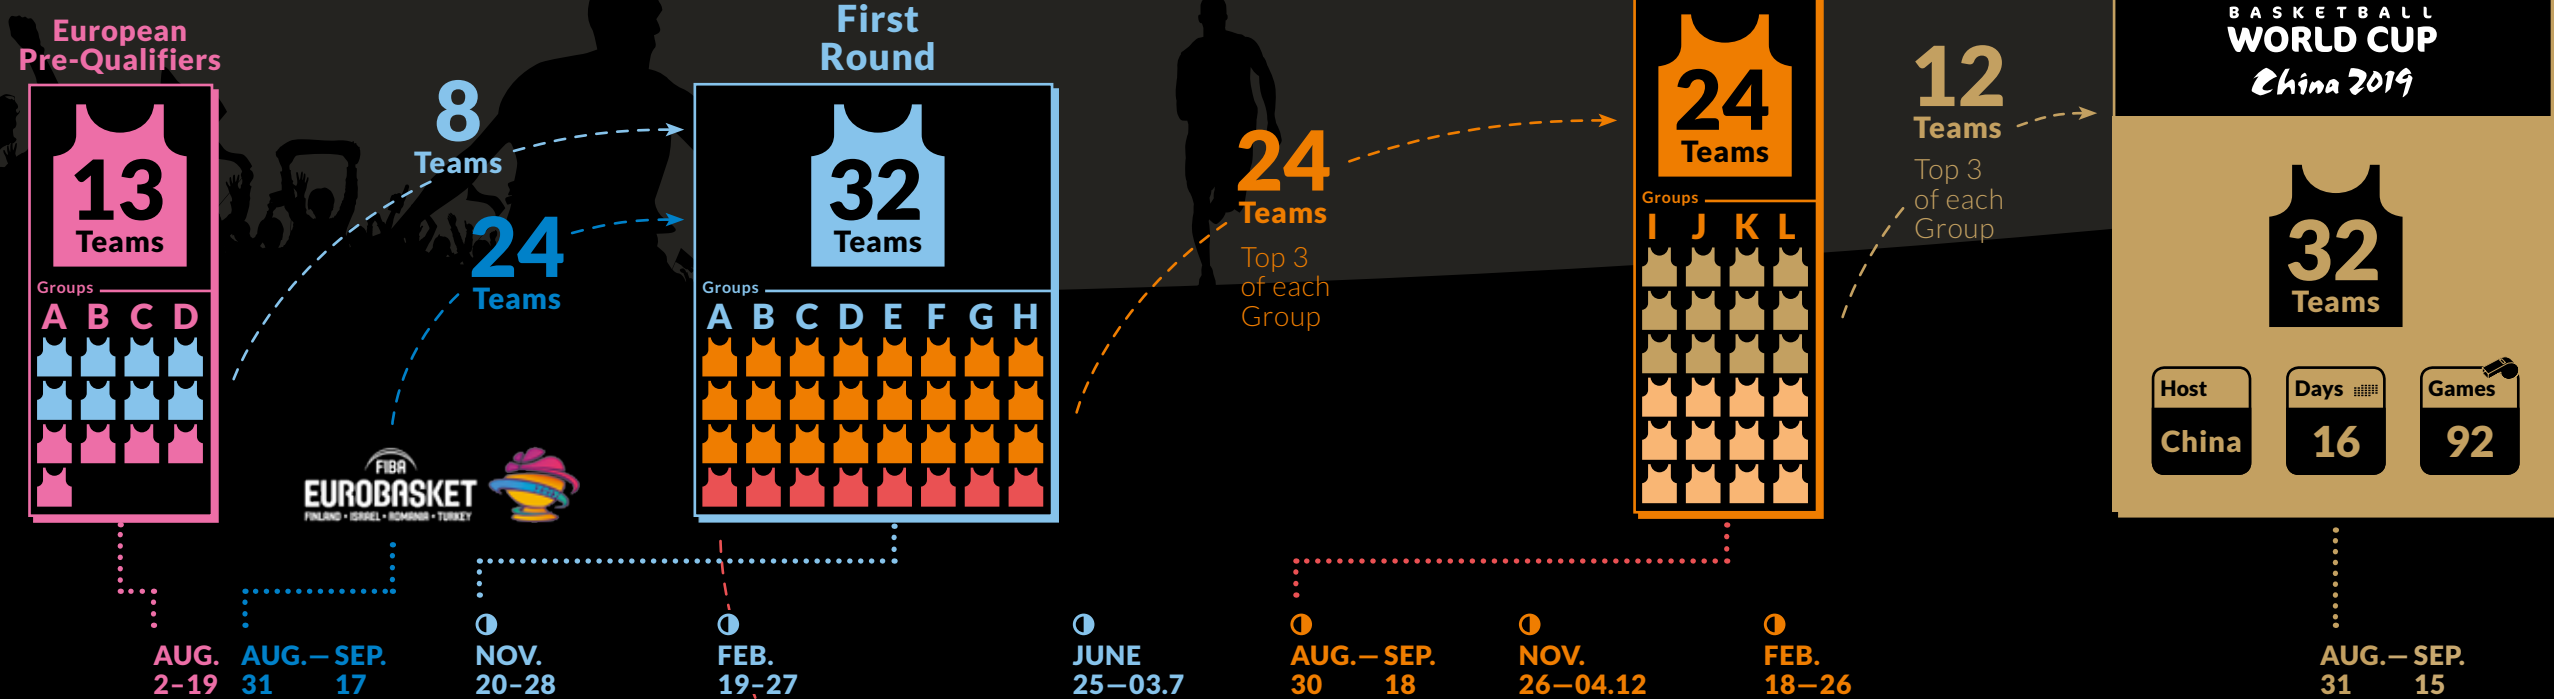 European
Pre-Qualifiers
13
Teams
Groups
A B C D
8
Teams
24
Teams
FIBA
EUROBASKET
FINLAND • ISRAEL • ROMANIA • TURKEY
First
Round
32
Teams
Groups
A B C D E F G H
24
Teams
Top 3
of each
Group
24
Teams
Groups
I J K L
12
Teams
Top 3
of each
Group
BASKETBALL
WORLD CUP
China 2019
32
Teams
Host
China
Days
16
Games
92
AUG.
2–19
AUG.— SEP.
31 17
NOV.
20–28
FEB.
19–27
JUNE
25—03.7
AUG.— SEP.
30 18
NOV.
26—04.12
FEB.
18—26
AUG.— SEP.
31 15